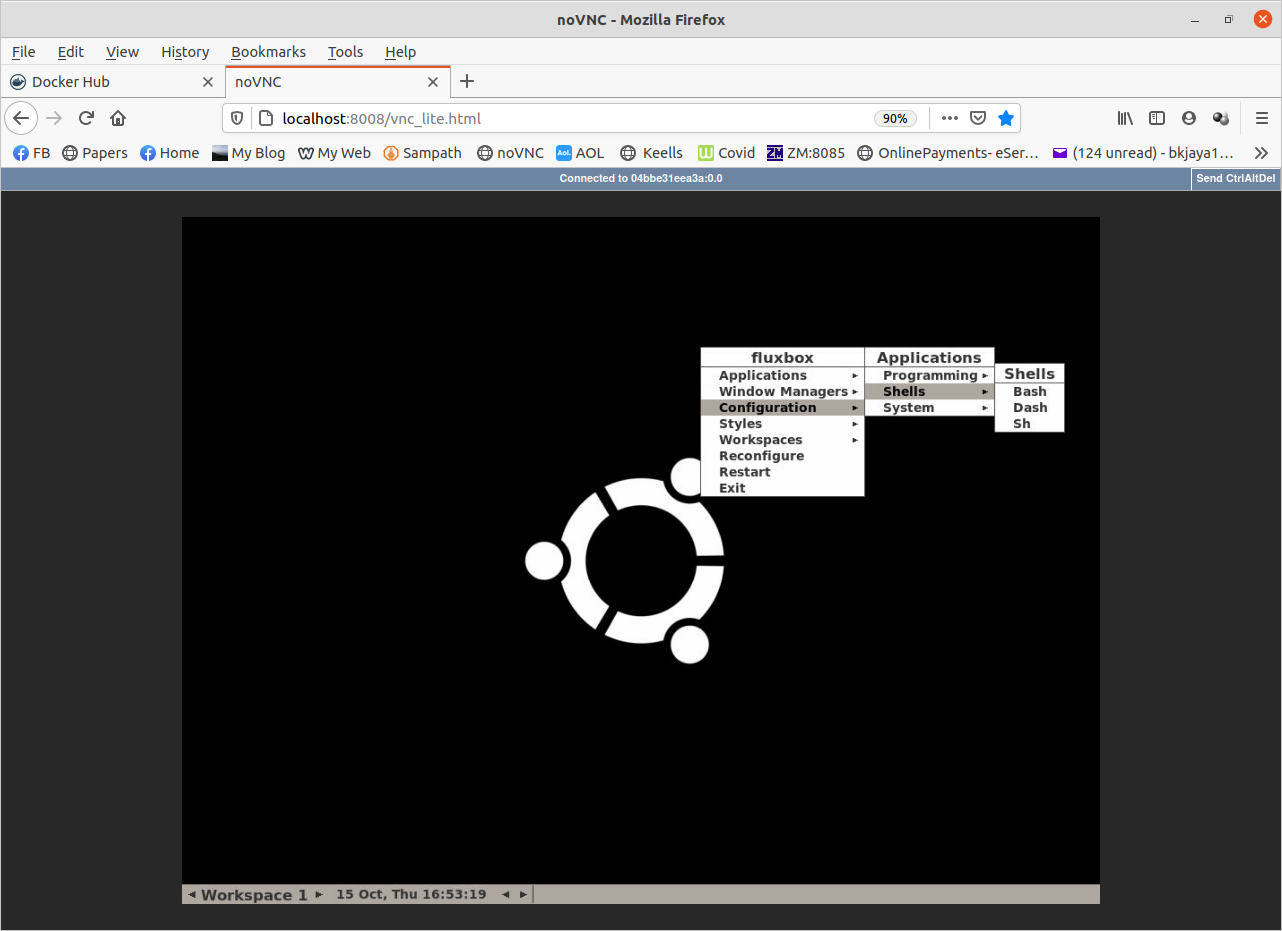 noVNC - Mozilla Firefox
File Edit View History Bookmarks Tools Help
Docker Hub noVNC
localhost:8008/vnc_lite.html 90%
FB Papers Home My Blog My Web Sampath noVNC AOL Keells Covid ZM:8085 OnlinePayments- eSer… (124 unread) - bkjaya1…
Connected to 04bbe31eea3a:0.0 Send CtrlAltDel
fluxbox Applications
Applications Programming Shells
Window Managers Shells Bash
Configuration System Dash
Styles Sh
Workspaces
Reconfigure
Restart
Exit
Workspace 1 15 Oct, Thu 16:53:19